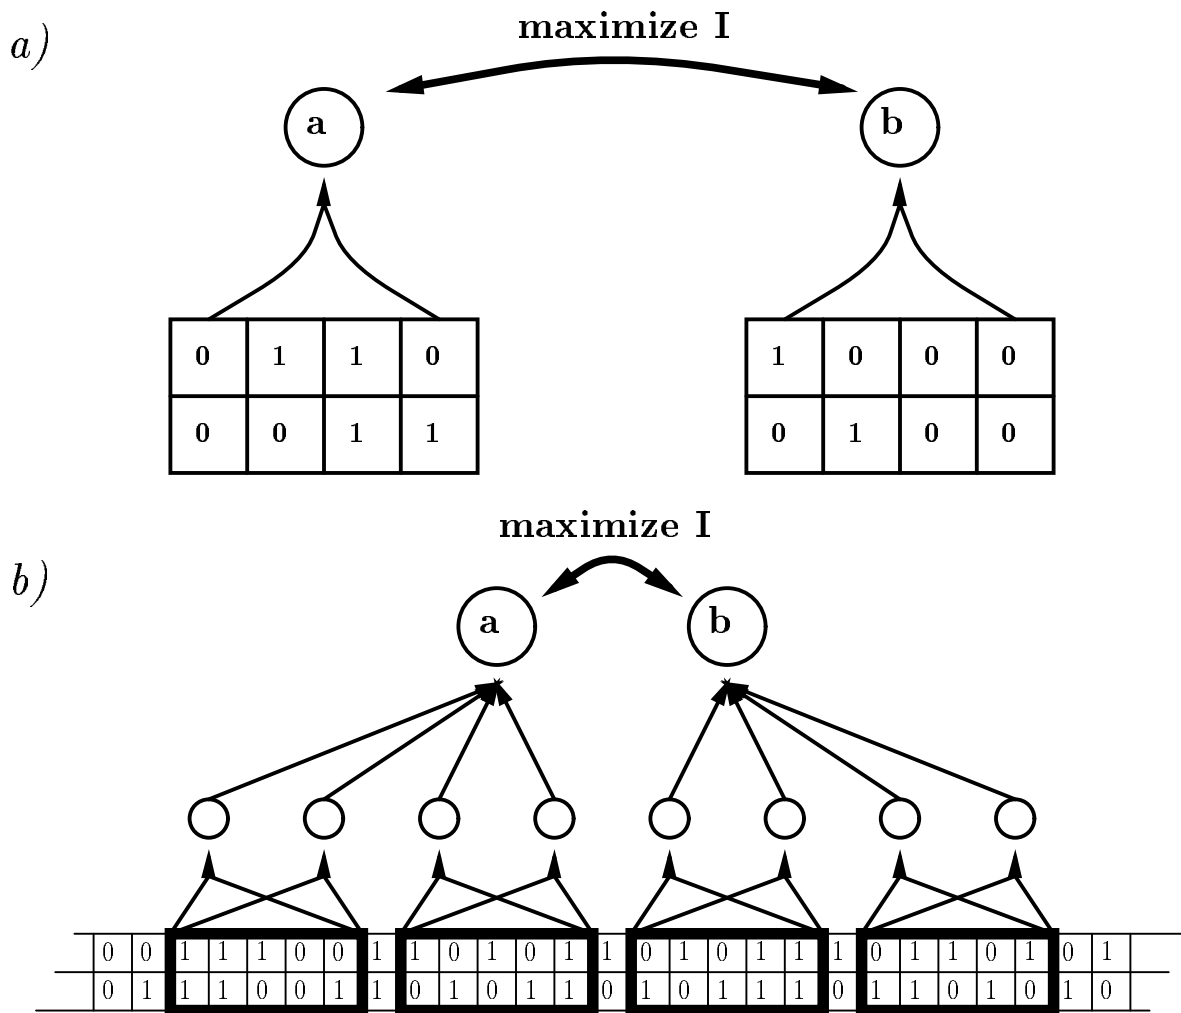 a)
maximize I
a b
0 1 1 0 1 0 0 0
0 0 1 1 0 1 0 0
maximize I
b)
a b
0 0 1 1 1 0 0 1 1 0 1 0 1 1 0 1 0 1 1 1 0 1 1 0 1 0 1
0 1 1 1 0 0 1 1 0 1 0 1 1 0 1 0 1 1 1 0 1 1 0 1 0 1 0